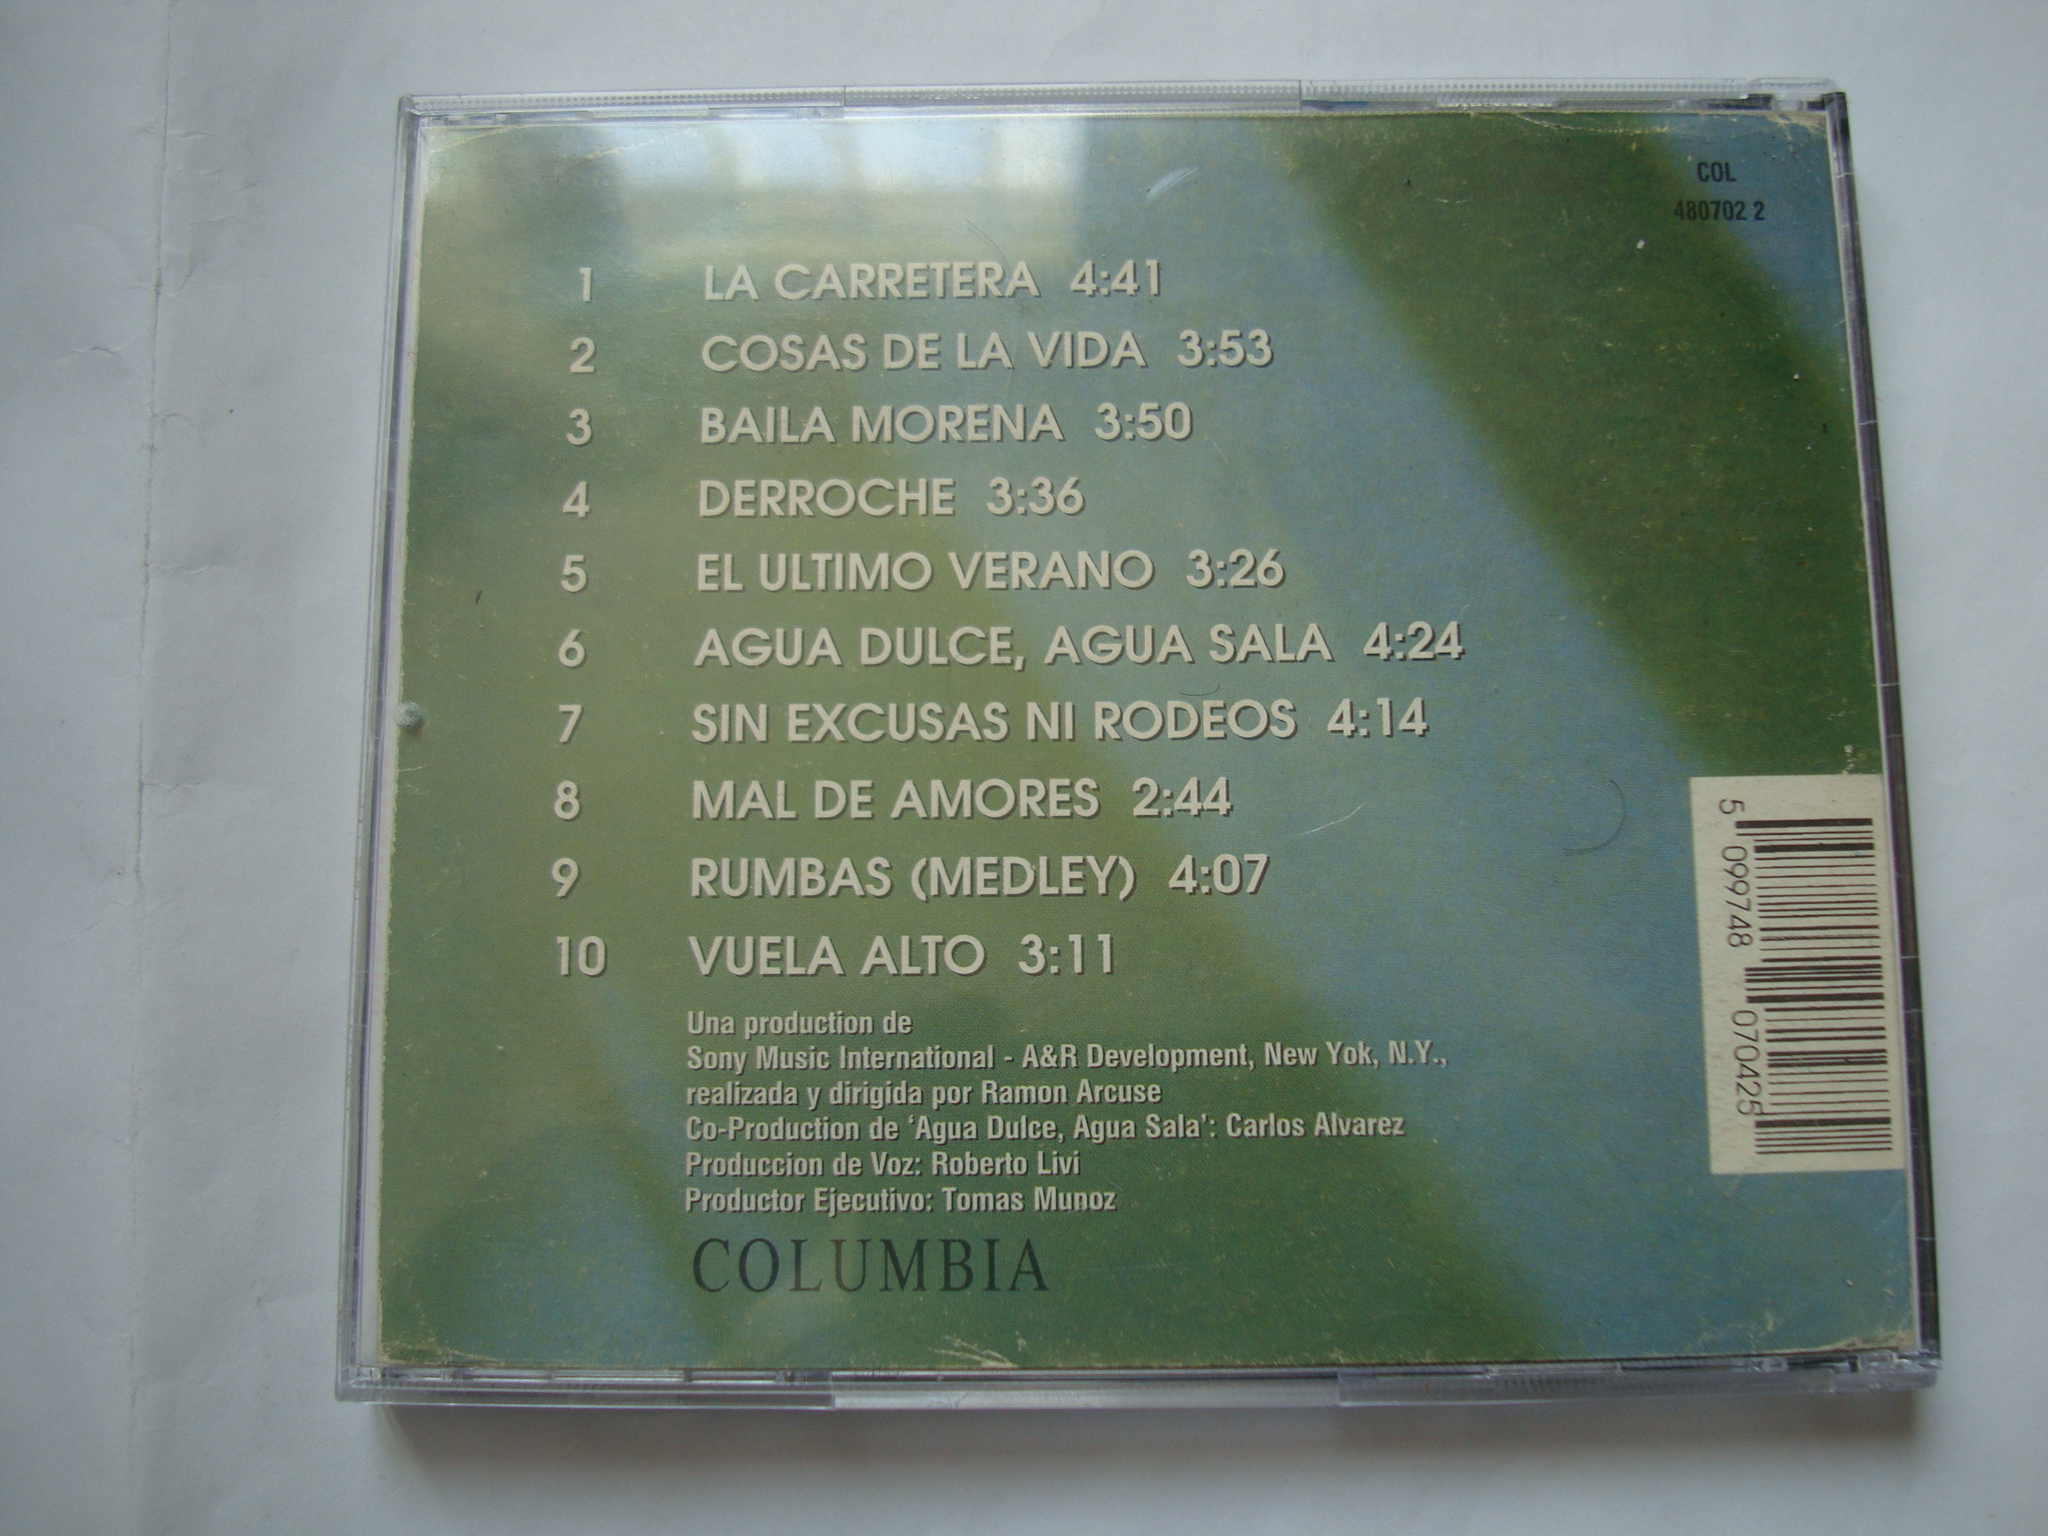 COL
480702 2
1 LA CARRETERA 4:41
2 COSAS DE LA VIDA 3:53
3 BAILA MORENA 3:50
4 DERROCHE 3:36
5 EL ULTIMO VERANO 3:26
6 AGUA DULCE, AGUA SALA 4:24
7 SIN EXCUSAS NI RODEOS 4:14
8 MAL DE AMORES 2:44
9 RUMBAS (MEDLEY) 4:07
10 VUELA ALTO 3:11
Una production de
Sony Music International - A&R Development, New Yok, N.Y.,
realizada y dirigida por Ramon Arcuse
Co-Production de ‘Agua Dulce, Agua Sala’: Carlos Alvarez
Produccion de Voz: Roberto Livi
Productor Ejecutivo: Tomas Munoz
COLUMBIA
5 099748 070425